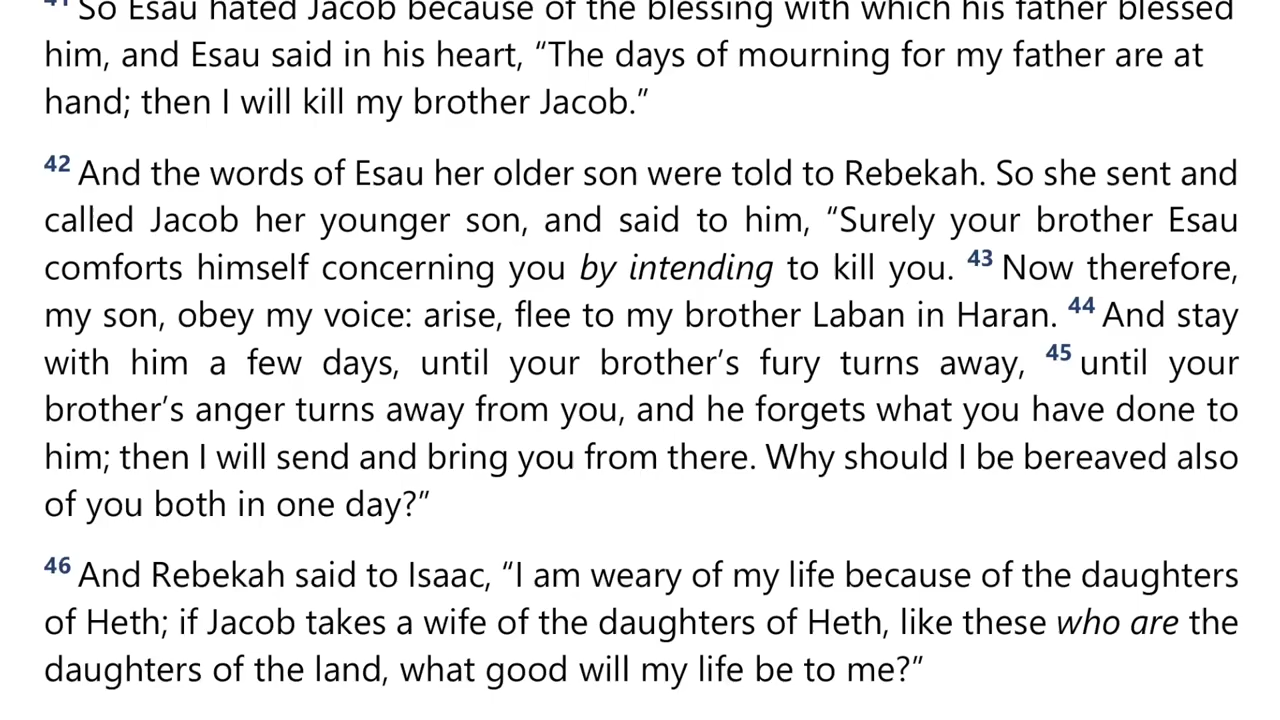 41 So Esau hated Jacob because of the blessing with which his father blessed
him, and Esau said in his heart, “The days of mourning for my father are at
hand; then I will kill my brother Jacob.”
42 And the words of Esau her older son were told to Rebekah. So she sent and
called Jacob her younger son, and said to him, “Surely your brother Esau
comforts himself concerning you by intending to kill you. 43 Now therefore,
my son, obey my voice: arise, flee to my brother Laban in Haran. 44 And stay
with him a few days, until your brother’s fury turns away, 45 until your
brother’s anger turns away from you, and he forgets what you have done to
him; then I will send and bring you from there. Why should I be bereaved also
of you both in one day?”
46 And Rebekah said to Isaac, “I am weary of my life because of the daughters
of Heth; if Jacob takes a wife of the daughters of Heth, like these who are the
daughters of the land, what good will my life be to me?”